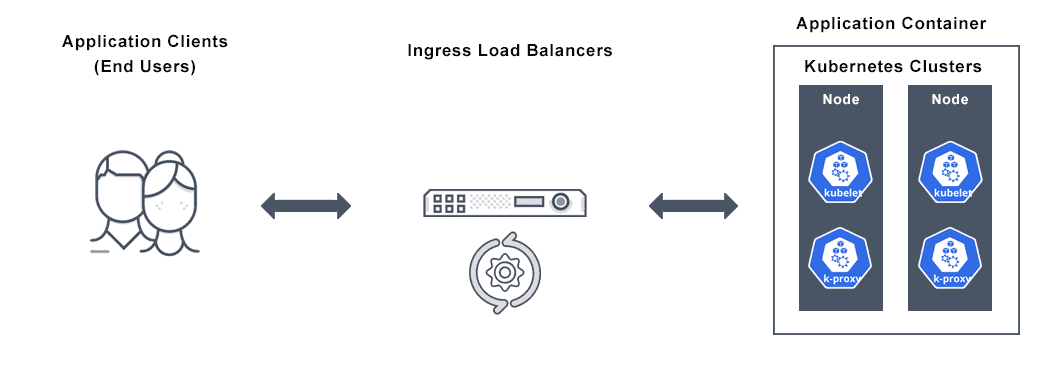 Application Clients
(End Users)
Ingress Load Balancers
Application Container
Kubernetes Clusters
Node
Node
kubelet
kubelet
k-proxy
k-proxy